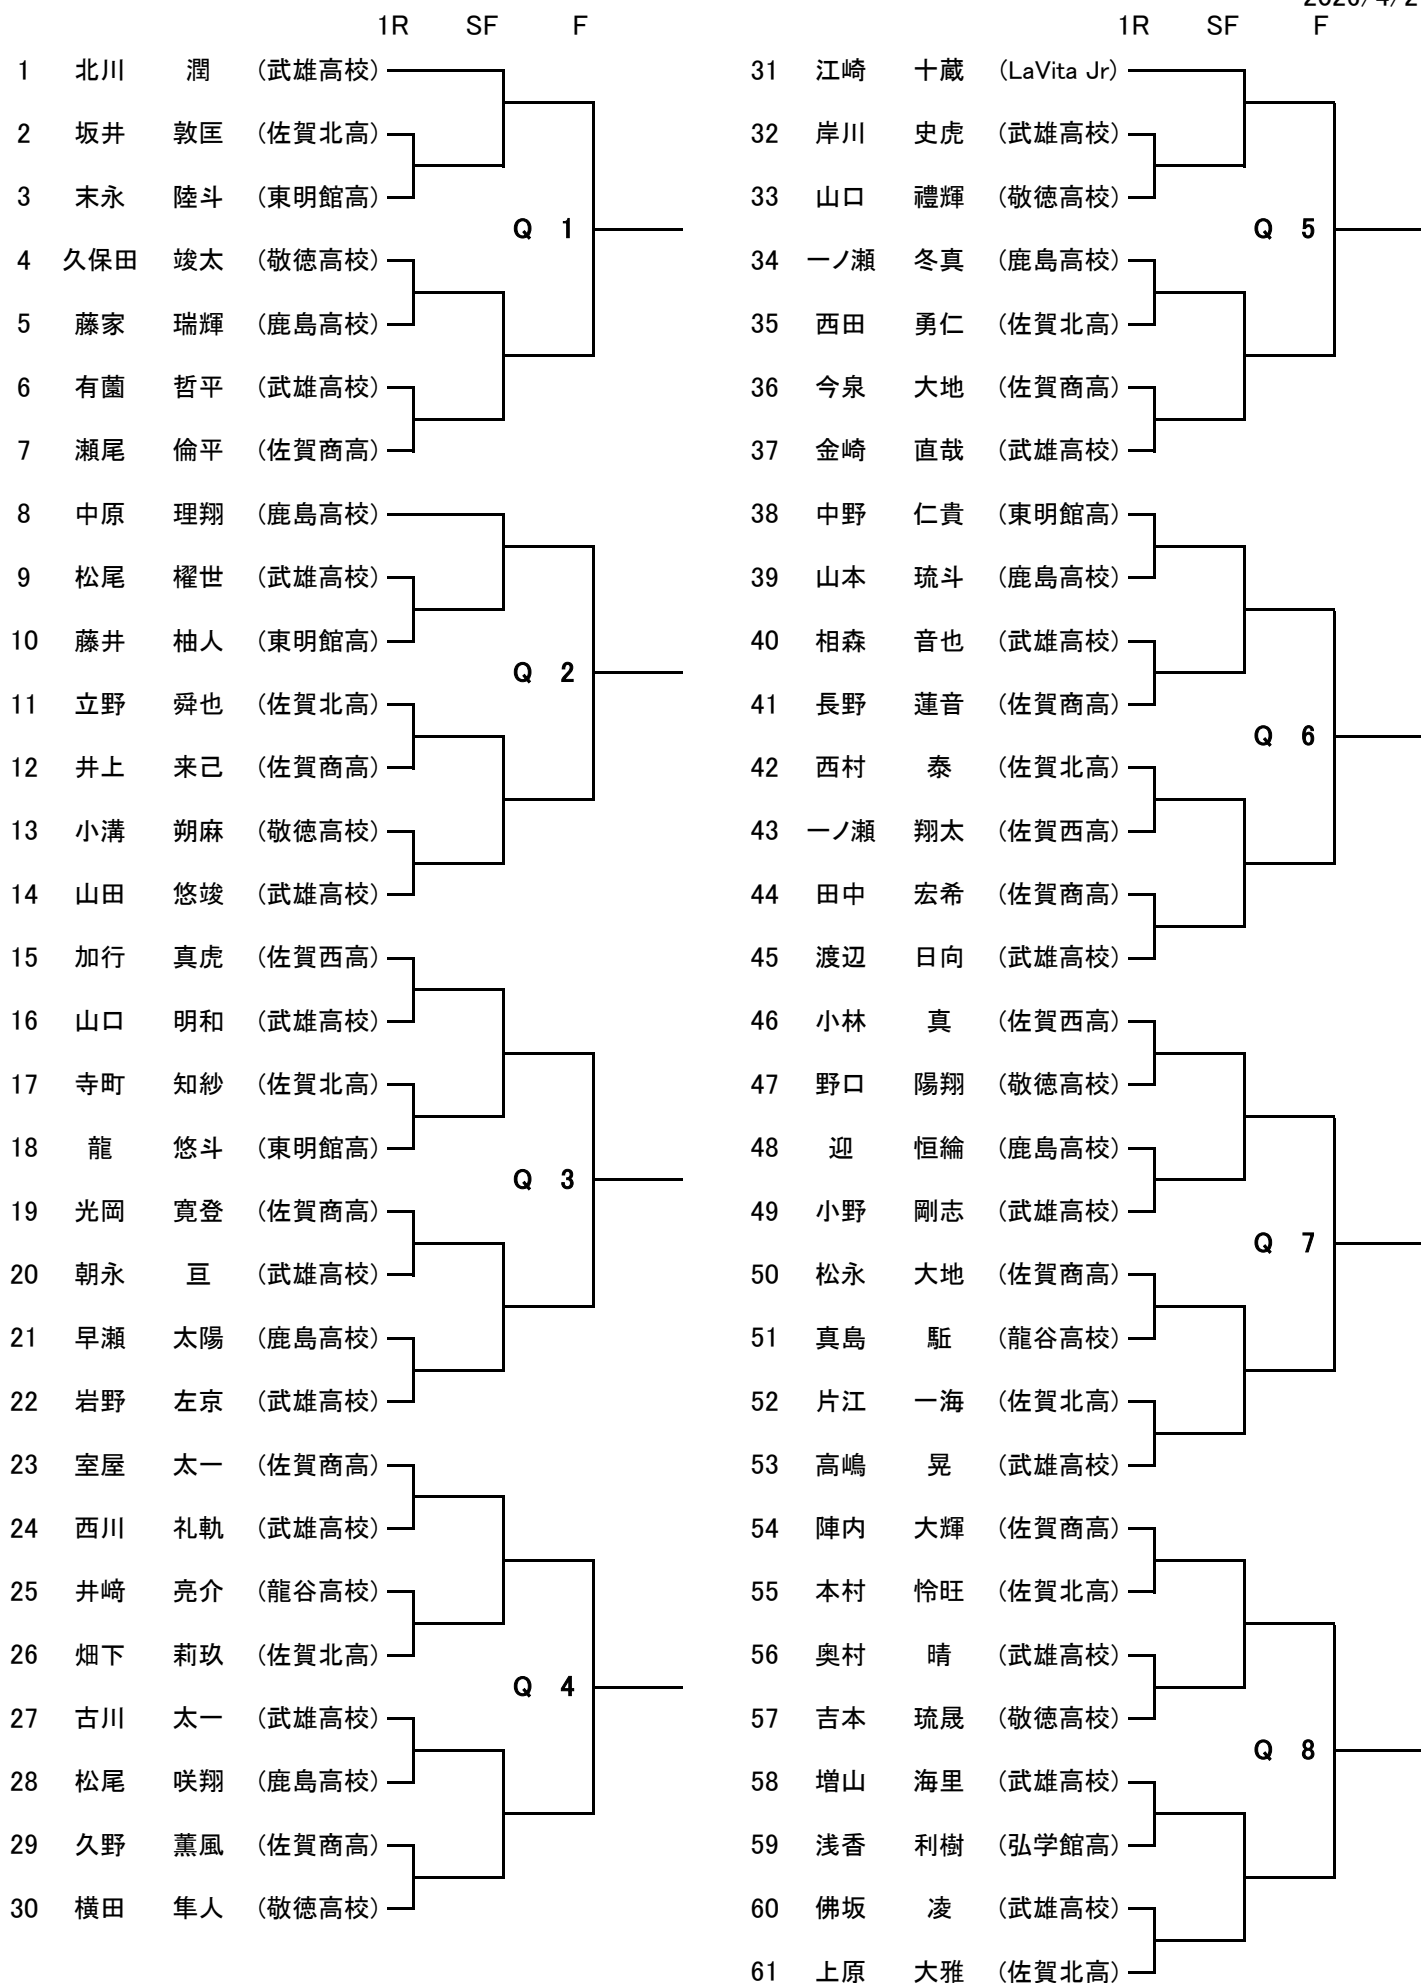 1R SF F
1 北川 潤 (武雄高校)
2 坂井 敦匡 (佐賀北高)
3 末永 陸斗 (東明館高)
Q 1
4 久保田 竣太 (敬徳高校)
5 藤家 瑞輝 (鹿島高校)
6 有薗 哲平 (武雄高校)
7 瀬尾 倫平 (佐賀商高)
8 中原 理翔 (鹿島高校)
9 松尾 櫂世 (武雄高校)
10 藤井 柚人 (東明館高)
Q 2
11 立野 舜也 (佐賀北高)
12 井上 来己 (佐賀商高)
13 小溝 朔麻 (敬徳高校)
14 山田 悠竣 (武雄高校)
15 加行 真虎 (佐賀西高)
16 山口 明和 (武雄高校)
17 寺町 知紗 (佐賀北高)
18 龍 悠斗 (東明館高)
Q 3
19 光岡 寛登 (佐賀商高)
20 朝永 亘 (武雄高校)
21 早瀬 太陽 (鹿島高校)
22 岩野 左京 (武雄高校)
23 室屋 太一 (佐賀商高)
24 西川 礼軌 (武雄高校)
25 井﨑 亮介 (龍谷高校)
26 畑下 莉玖 (佐賀北高)
Q 4
27 古川 太一 (武雄高校)
28 松尾 咲翔 (鹿島高校)
29 久野 薫風 (佐賀商高)
30 横田 隼人 (敬徳高校)
1R SF F
31 江崎 十蔵 (LaVita Jr)
32 岸川 史虎 (武雄高校)
33 山口 禮輝 (敬徳高校)
Q 5
34 一ノ瀬 冬真 (鹿島高校)
35 西田 勇仁 (佐賀北高)
36 今泉 大地 (佐賀商高)
37 金崎 直哉 (武雄高校)
38 中野 仁貴 (東明館高)
39 山本 琉斗 (鹿島高校)
40 相森 音也 (武雄高校)
41 長野 蓮音 (佐賀商高)
Q 6
42 西村 泰 (佐賀北高)
43 一ノ瀬 翔太 (佐賀西高)
44 田中 宏希 (佐賀商高)
45 渡辺 日向 (武雄高校)
46 小林 真 (佐賀西高)
47 野口 陽翔 (敬徳高校)
48 迎 恒綸 (鹿島高校)
49 小野 剛志 (武雄高校)
Q 7
50 松永 大地 (佐賀商高)
51 真島 (龍谷高校)
52 片江 一海 (佐賀北高)
53 高嶋 晃 (武雄高校)
54 陣内 大輝 (佐賀商高)
55 本村 怜旺 (佐賀北高)
56 奥村 晴 (武雄高校)
57 吉本 琉晟 (敬徳高校)
Q 8
58 増山 海里 (武雄高校)
59 浅香 利樹 (弘学館高)
60 佛坂 凌 (武雄高校)
61 上原 大雅 (佐賀北高)